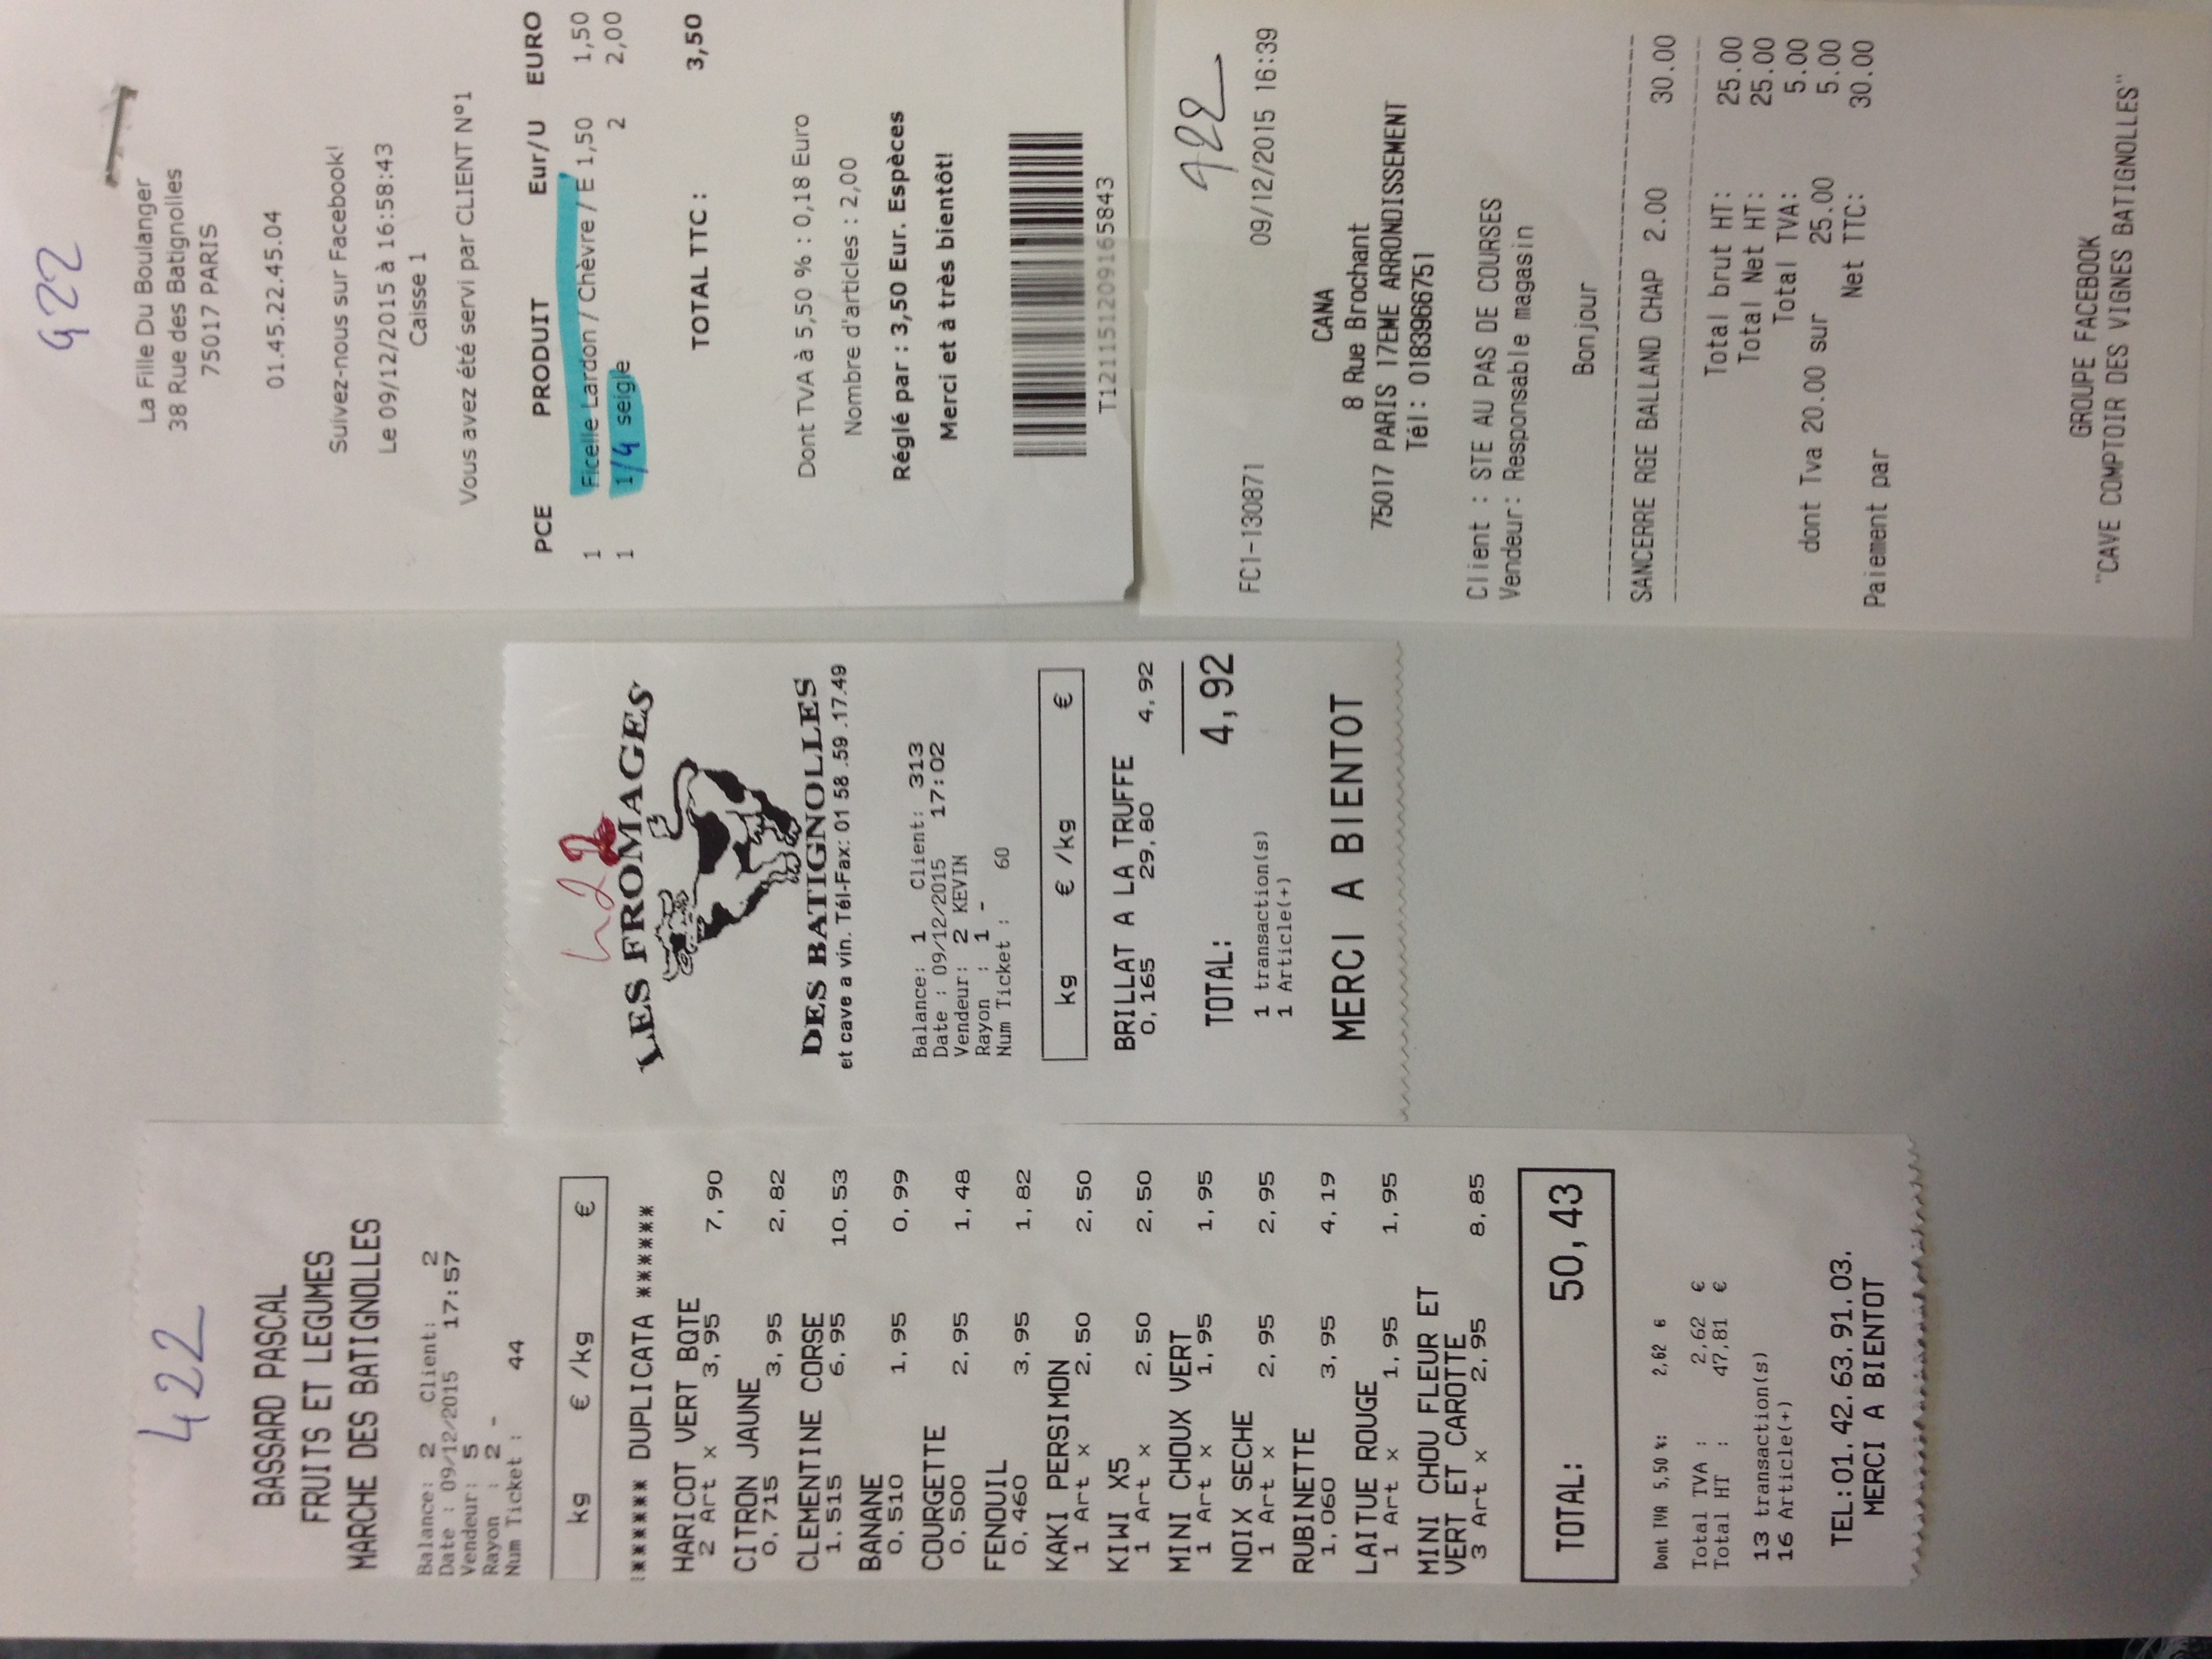 422
BASSARD PASCAL
FRUITS ET LEGUMES
MARCHE DES BATIGNOLLES
Balance: 2 Client: 2
Date : 09/12/2015 17:57
Vendeur: 5
Rayon : 2 -
Num Ticket : 44
kg € /kg €
****** DUPLICATA ******
HARICOT VERT BQTE
2 Art x 3,95 7,90
CITRON JAUNE
0,715 3,95 2,82
CLEMENTINE CORSE
1,515 6,95 10,53
BANANE
0,510 1,95 0,99
COURGETTE
0,500 2,95 1,48
FENOUIL
0,460 3,95 1,82
KAKI PERSIMON
1 Art x 2,50 2,50
KIWI X5
1 Art x 2,50 2,50
MINI CHOUX VERT
1 Art x 1,95 1,95
NOIX SECHE
1 Art x 2,95 2,95
RUBINETTE
1,060 3,95 4,19
LAITUE ROUGE
1 Art x 1,95 1,95
MINI CHOU FLEUR ET
VERT ET CAROTTE
3 Art x 2,95 8,85
TOTAL: 50,43
Dont TVA 5,50 %: 2,62 €
Total TVA : 2,62 €
Total HT : 47,81 €
13 transaction(s)
16 Article(+)
TEL:01.42.63.91.03.
MERCI A BIENTOT
422
LES FROMAGES
DES BATIGNOLLES
et cave a vin. Tél-Fax: 01 58 .59 .17.49
Balance: 1 Client: 313
Date : 09/12/2015 17:02
Vendeur: 2 KEVIN
Rayon : 1 -
Num Ticket : 60
kg € /kg €
BRILLAT A LA TRUFFE
0,165 29,80 4,92
TOTAL: 4,92
1 transaction(s)
1 Article(+)
MERCI A BIENTOT
422
La Fille Du Boulanger
38 Rue des Batignolles
75017 PARIS
01.45.22.45.04
Suivez-nous sur Facebook!
Le 09/12/2015 à 16:58:43
Caisse 1
Vous avez été servi par CLIENT N°1
PCE PRODUIT Eur/U EURO
1 Ficelle Lardon / Chèvre / E 1,50 1,50
1 1/4 seigle 2 2,00
TOTAL TTC : 3,50
Dont TVA à 5,50 % : 0,18 Euro
Nombre d'articles : 2,00
Réglé par : 3,50 Eur. Espèces
Merci et à très bientôt!
T121151209165843
422
FC1-130871 09/12/2015 16:39
CANA
8 Rue Brochant
75017 PARIS 17EME ARRONDISSEMENT
Tél: 0183966751
Client : STE AU PAS DE COURSES
Vendeur: Responsable magasin
Bonjour
SANCERRE RGE BALLAND CHAP 2.00 30.00
Total brut HT: 25.00
Total Net HT: 25.00
Total TVA: 5.00
dont Tva 20.00 sur 25.00 5.00
Net TTC: 30.00
Paiement par
GROUPE FACEBOOK
"CAVE COMPTOIR DES VIGNES BATIGNOLLES"